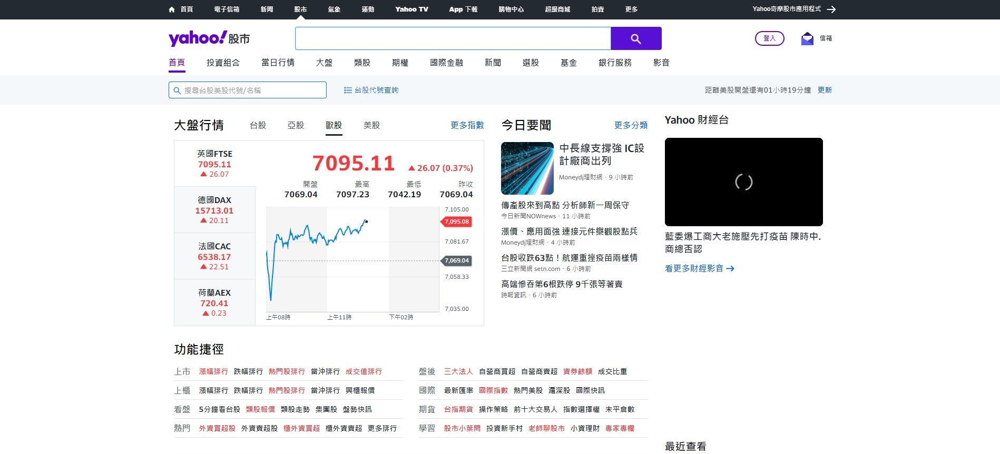 首頁 電子信箱 新聞 股市 氣象 運動 Yahoo TV App 下載 購物中心 超級商城 拍賣 更多 Yahoo奇摩股市應用程式
yahoo! 股市
登入 信箱
首頁 投資組合 當日行情 大盤 類股 期權 國際金融 新聞 選股 基金 銀行服務 影音
搜尋台股美股代號/名稱 台股代號查詢 距離美股開盤還有01小時19分鐘 更新
大盤行情 台股 亞股 歐股 美股 更多指數
英國FTSE
7095.11
▲ 26.07
德國DAX
15713.01
▲ 20.11
法國CAC
6538.17
▲ 22.51
荷蘭AEX
720.41
▲ 0.23
7095.11 ▲ 26.07 (0.37%)
開盤 最高 最低 昨收
7069.04 7097.23 7042.19 7069.04
7,105.00
7,095.08
7,081.67
7,069.04
7,058.33
7,035.00
上午08時 上午11時 下午02時
今日要聞 更多分類
中長線支撐強 IC設
計廠商出列
Moneydj理財網・9 小時前
傳產股來到高點 分析師新一周保守
今日新聞NOWnews・11 小時前
漲價、應用面強 連接元件樂觀股點兵
Moneydj理財網・4 小時前
台股收跌63點！航運重挫疫苗兩樣情
三立新聞網 setn.com・6 小時前
高端慘吞第6根跌停 9千張等著賣
時報資訊・6 小時前
Yahoo 財經台
藍委爆工商大老施壓先打疫苗 陳時中.
商總否認
看更多財經影音
功能捷徑
上市 漲幅排行 跌幅排行 熱門股排行 當沖排行 成交值排行
上櫃 漲幅排行 跌幅排行 熱門股排行 當沖排行 興櫃報價
看盤 5分鐘看台股 類股報價 類股走勢 集團股 盤勢快訊
熱門 外資買超股 外資賣超股 櫃外資買超 櫃外資賣超 更多排行
盤後 三大法人 自營商買超 自營商賣超 資券餘額 成交比重
國際 最新匯率 國際指數 熱門美股 滬深股 國際快訊
期貨 台指期貨 操作策略 前十大交易人 指數選擇權 未平倉數
學習 股市小葉問 投資新手村 老師聊股市 小資理財 專家專欄
最近查看